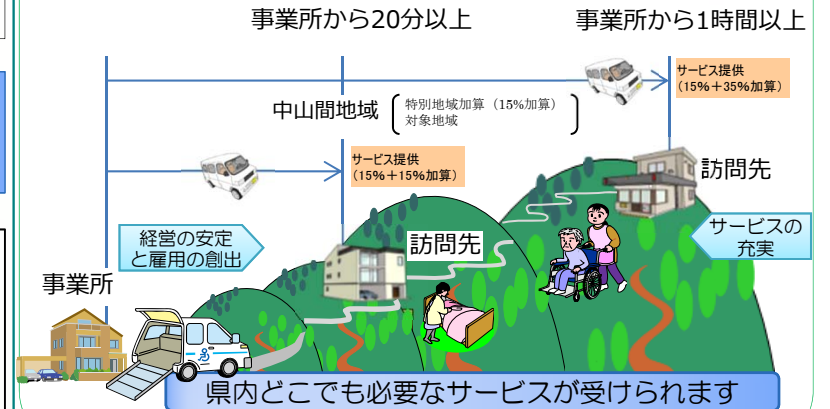 事業所から20分以上
事業所から1時間以上
サービス提供
(15%+35%加算)
中山間地域
特別地域加算(15%加算)
対象地域
サービス提供
(15%+15%加算)
訪問先
経営の安定
と雇用の創出
訪問先
サービスの
充実
事業所
県内どこでも必要なサービスが受けられます